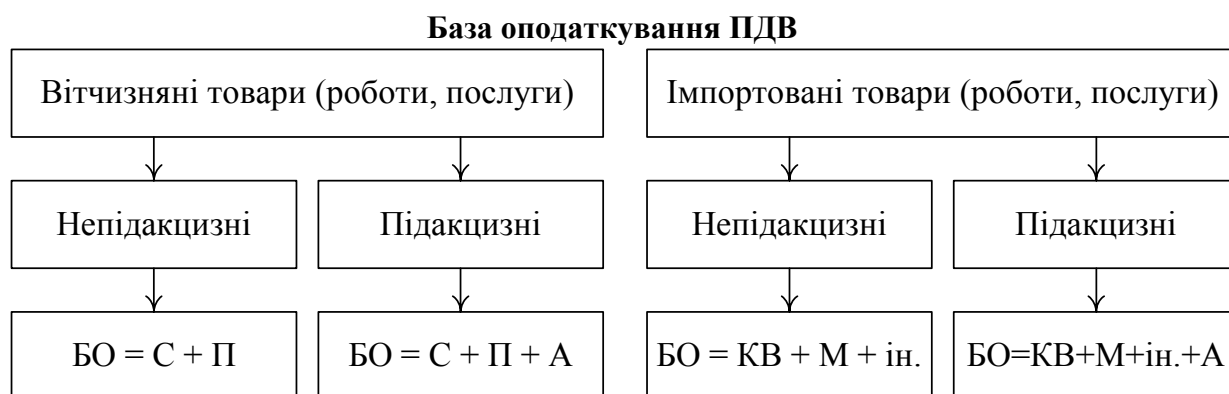 База оподаткування ПДВ
Вітчизняні товари (роботи, послуги)
Імпортовані товари (роботи, послуги)
Непідакцизні
Підакцизні
Непідакцизні
Підакцизні
БО = С + П
БО = С + П + А
БО = КВ + М + ін.
БО=КВ+М+ін.+А